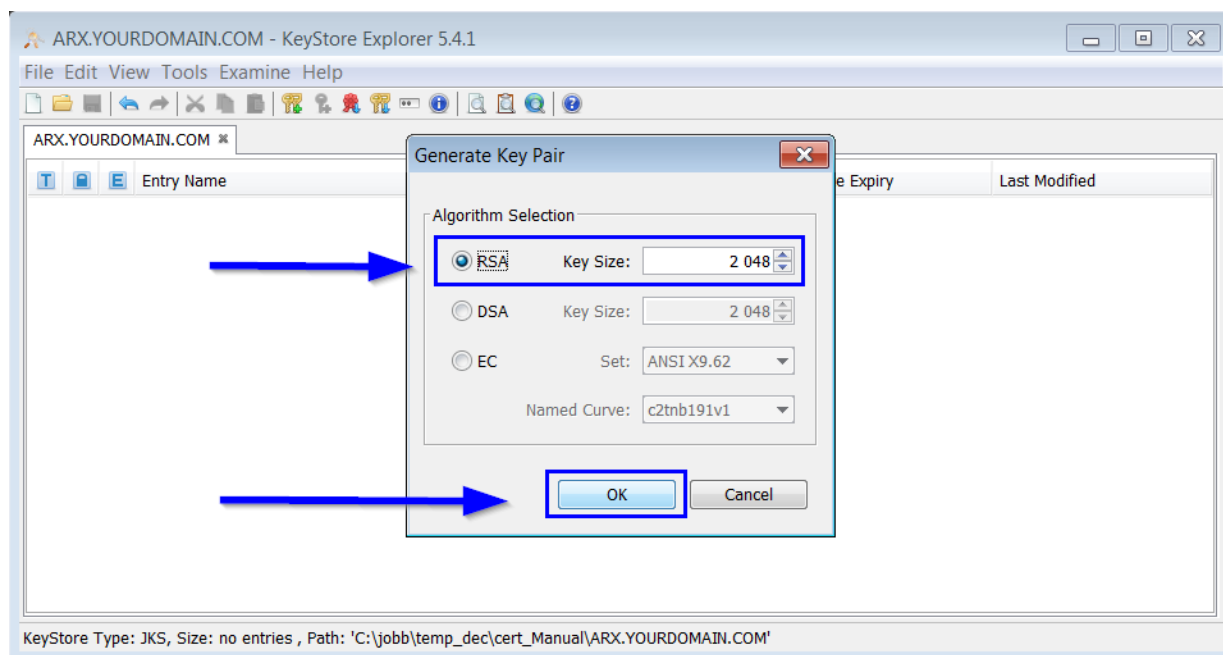 ARX.YOURDOMAIN.COM - KeyStore Explorer 5.4.1
File Edit View Tools Examine Help
ARX.YOURDOMAIN.COM
T E Entry Name e Expiry Last Modified
Generate Key Pair
Algorithm Selection
RSA Key Size: 2 048
DSA Key Size: 2 048
EC Set: ANSI X9.62
Named Curve: c2tnb191v1
OK Cancel
KeyStore Type: JKS, Size: no entries , Path: 'C:\jobb\temp_dec\cert_Manual\ARX.YOURDOMAIN.COM'